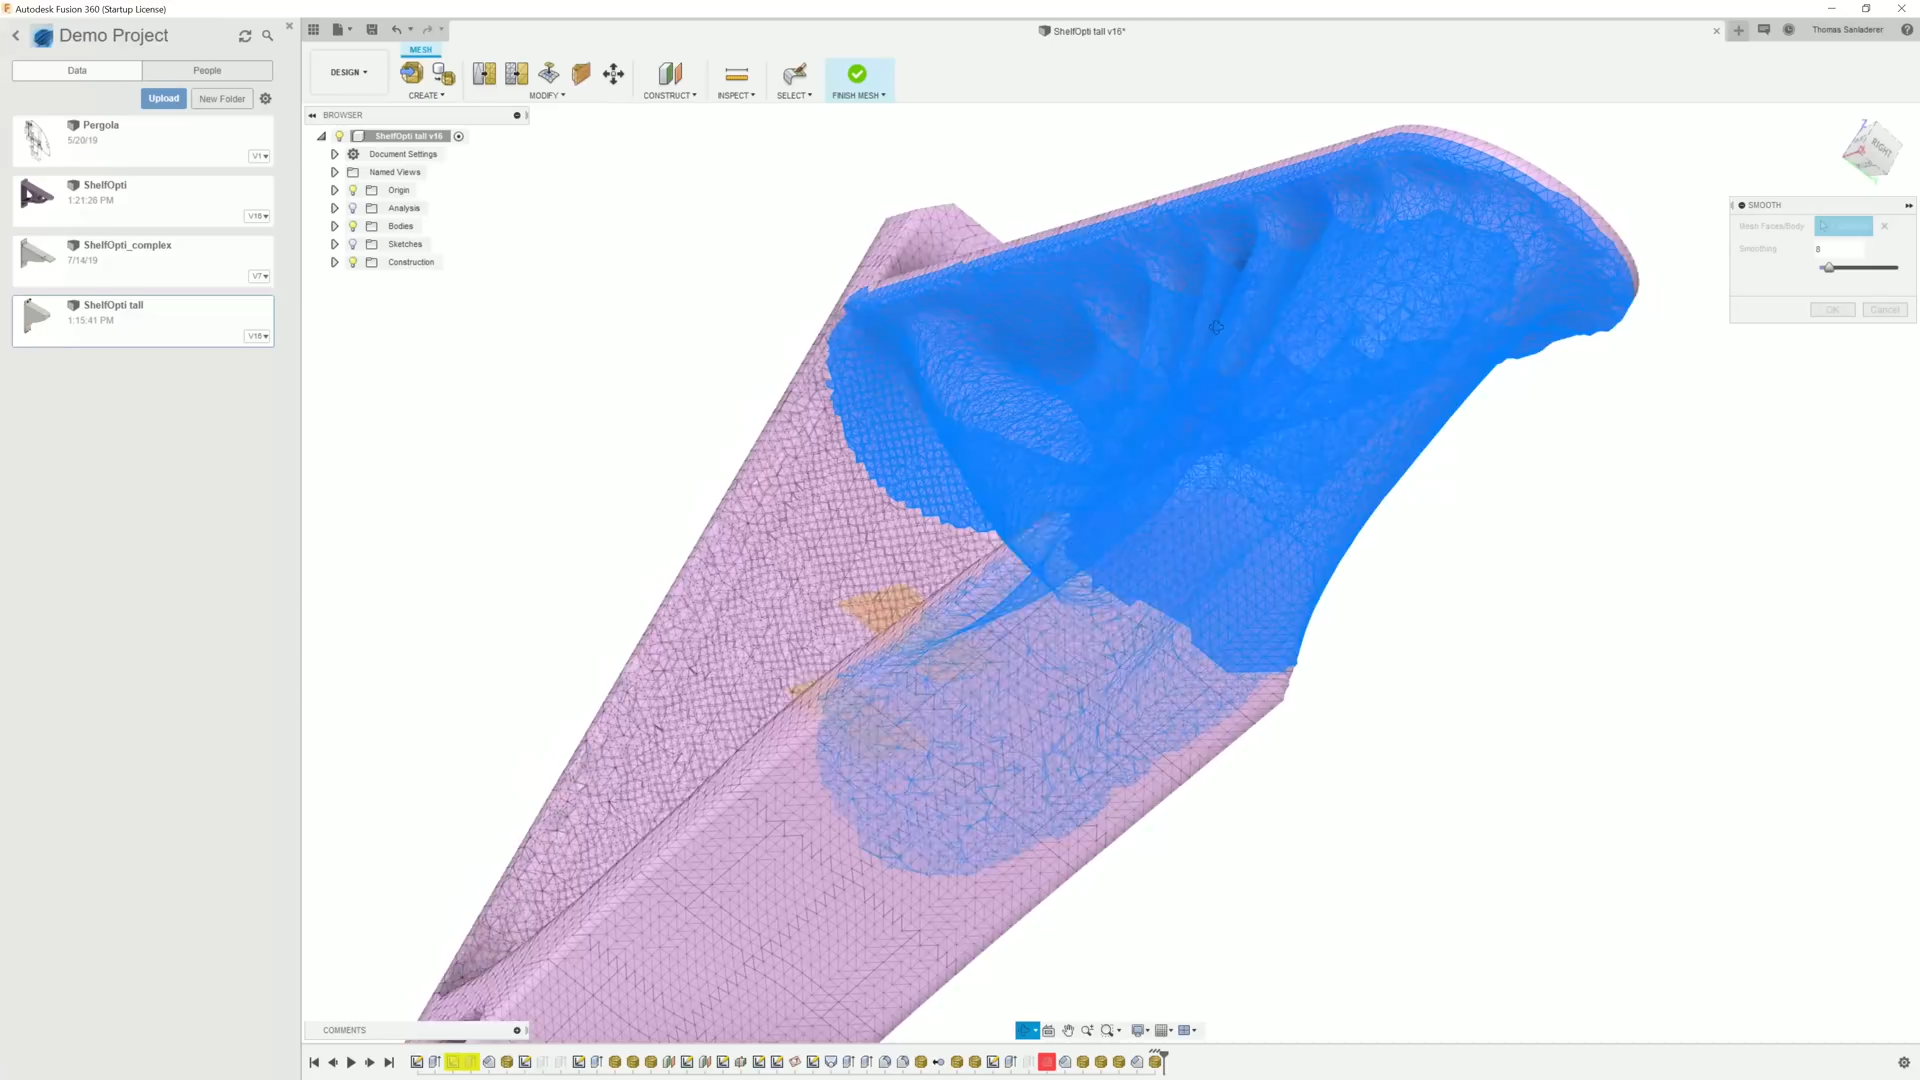 Autodesk Fusion 360 (Startup License)
Demo Project
Data
People
Upload
New Folder
Pergola
5/20/19
V1
ShelfOpti
1:21:26 PM
V16
ShelfOpti_complex
7/14/19
V7
ShelfOpti tall
1:15:41 PM
V16
ShelfOpti tall v16*
Thomas Sanladerer
MESH
DESIGN
CREATE
MODIFY
CONSTRUCT
INSPECT
SELECT
FINISH MESH
BROWSER
ShelfOpti tall v16
Document Settings
Named Views
Origin
Analysis
Bodies
Sketches
Construction
RIGHT
Z
SMOOTH
Mesh Faces/Body
Smoothing
8
OK
Cancel
COMMENTS